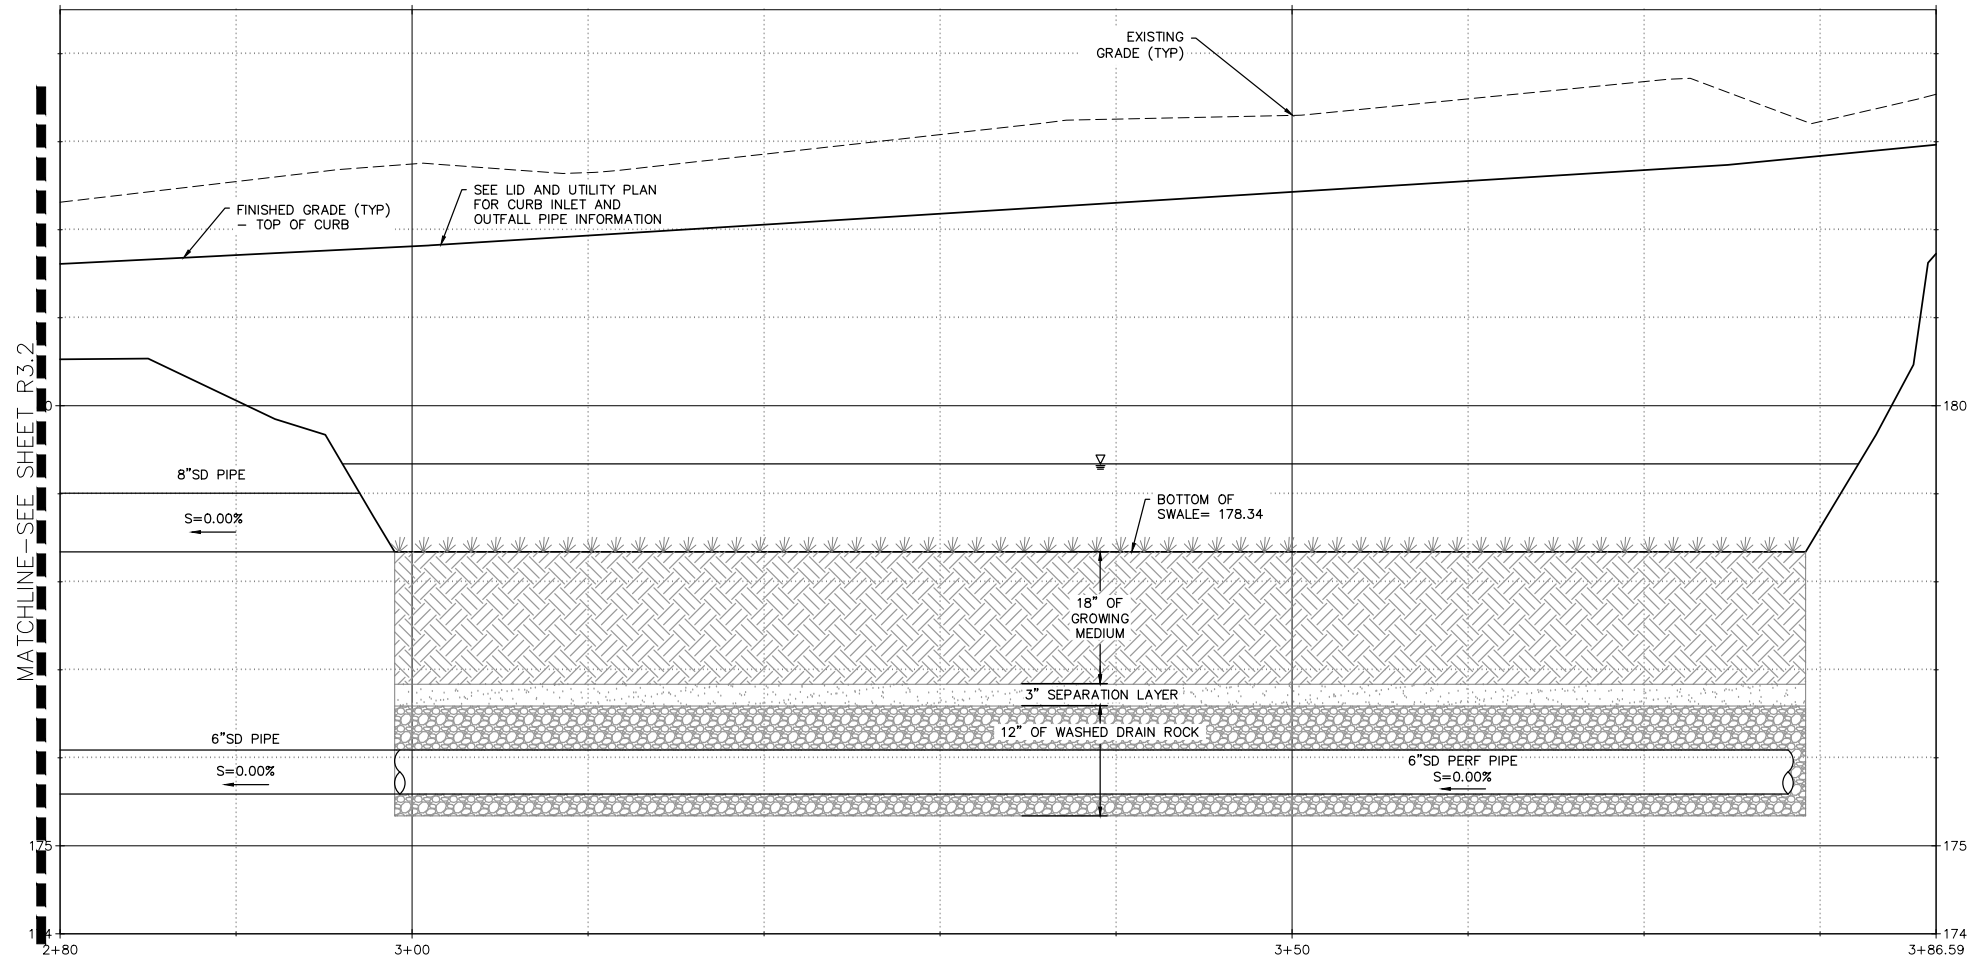 EXISTING
GRADE (TYP)
SEE LID AND UTILITY PLAN
FOR CURB INLET AND
OUTFALL PIPE INFORMATION
FINISHED GRADE (TYP)
- TOP OF CURB
MATCHLINE-SEE SHEET R3.2
0
180
8"SD PIPE
S=0.00%
BOTTOM OF
SWALE= 178.34
18" OF
GROWING
MEDIUM
3" SEPARATION LAYER
12" OF WASHED DRAIN ROCK
6"SD PIPE
S=0.00%
6"SD PERF PIPE
S=0.00%
175
175
174
2+80
3+00
3+50
3+86.59